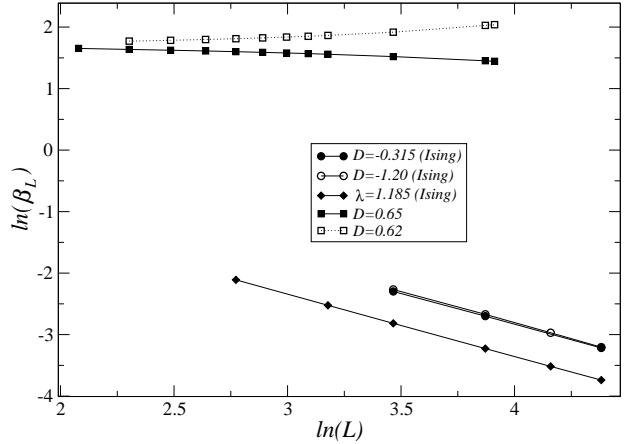 2
1
0
-1
-2
-3
-4
ln(β_L)
D=-0.315 (Ising)
D=-1.20 (Ising)
λ=1.185 (Ising)
D=0.65
D=0.62
2 2.5 3 3.5 4
ln(L)